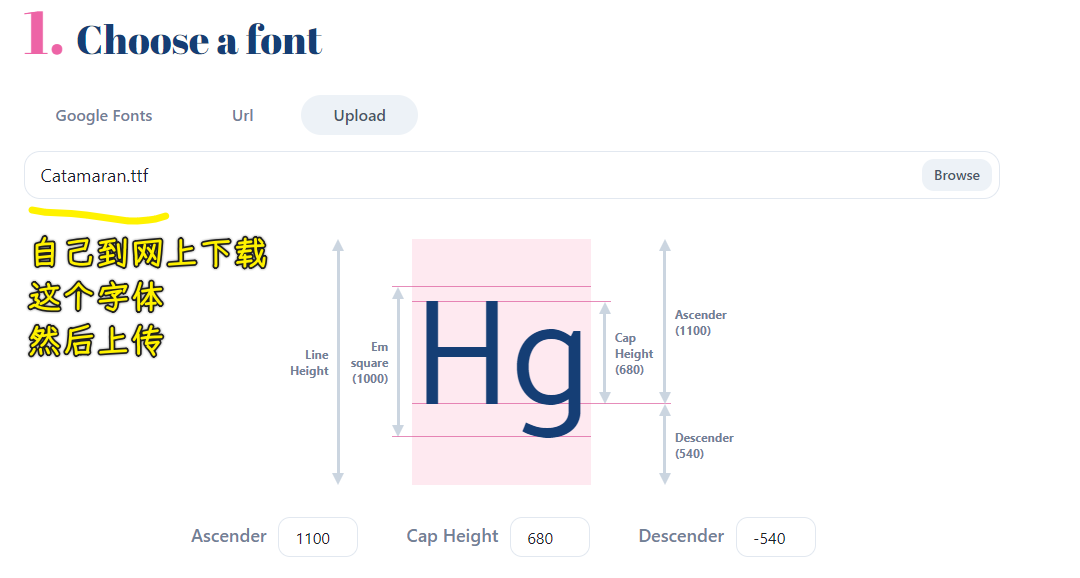 1. Choose a font
Google Fonts Url Upload
Catamaran.ttf Browse
自己到网上下载
这个字体
然后上传
Line
Height
Em
square
(1000)
Hg
Cap
Height
(680)
Ascender
(1100)
Descender
(540)
Ascender 1100 Cap Height 680 Descender -540